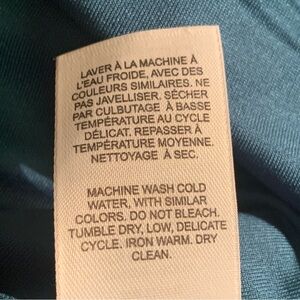 LAVER À LA MACHINE À
L'EAU FROIDE, AVEC DES
COULEURS SIMILAIRES. NE
PAS JAVELLISER. SÉCHER
PAR CULBUTAGE À BASSE
TEMPÉRATURE AU CYCLE
DÉLICAT. REPASSER À
TEMPÉRATURE MOYENNE.
NETTOYAGE À SEC.
MACHINE WASH COLD
WATER, WITH SIMILAR
COLORS. DO NOT BLEACH.
TUMBLE DRY, LOW, DELICATE
CYCLE. IRON WARM. DRY
CLEAN.